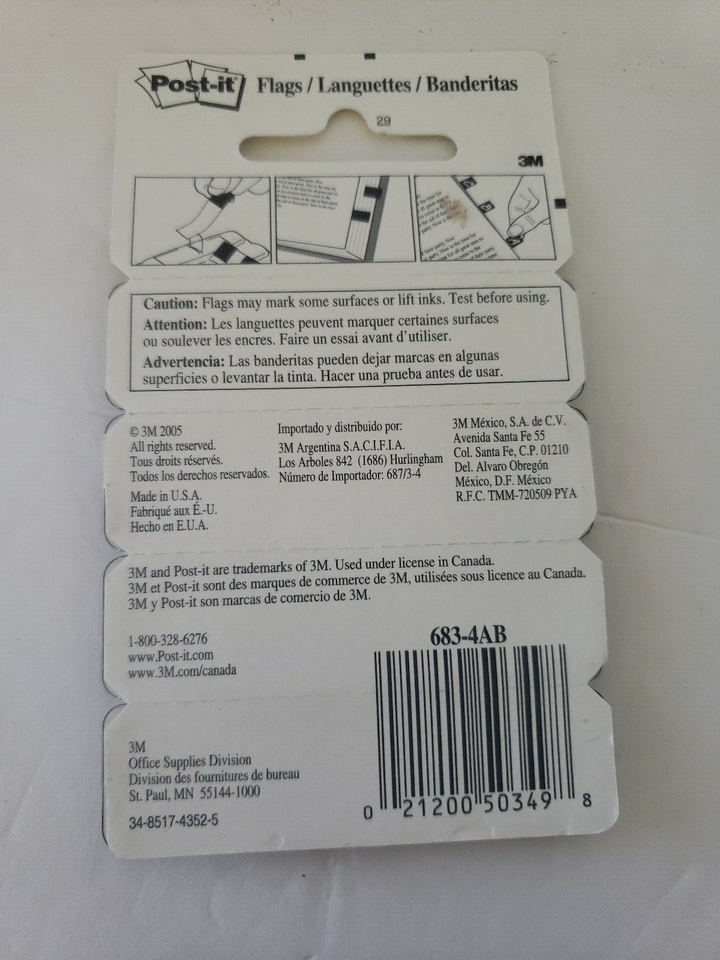 Post-it
Flags / Languettes / Banderitas
29
3M
Caution: Flags may mark some surfaces or lift inks. Test before using.
Attention: Les languettes peuvent marquer certaines surfaces
ou soulever les encres. Faire un essai avant d'utiliser.
Advertencia: Las banderitas pueden dejar marcas en algunas
superficies o levantar la tinta. Hacer una prueba antes de usar.
© 3M 2005
All rights reserved.
Tous droits réservés.
Todos los derechos reservados.
Made in U.S.A.
Fabriqué aux É.-U.
Hecho en E.U.A.
Importado y distribuido por:
3M Argentina S.A.C.I.F.I.A.
Los Arboles 842 (1686) Hurlingham
Número de Importador: 687/3-4
3M México, S.A. de C.V.
Avenida Santa Fe 55
Col. Santa Fe, C.P. 01210
Del. Alvaro Obregón
México, D.F. México
R.F.C. TMM-720509 PYA
3M and Post-it are trademarks of 3M. Used under license in Canada.
3M et Post-it sont des marques de commerce de 3M, utilisées sous licence au Canada.
3M y Post-it son marcas de comercio de 3M.
1-800-328-6276
www.Post-it.com
www.3M.com/canada
683-4AB
3M
Office Supplies Division
Division des fournitures de bureau
St. Paul, MN 55144-1000
34-8517-4352-5
0 21200 50349 8